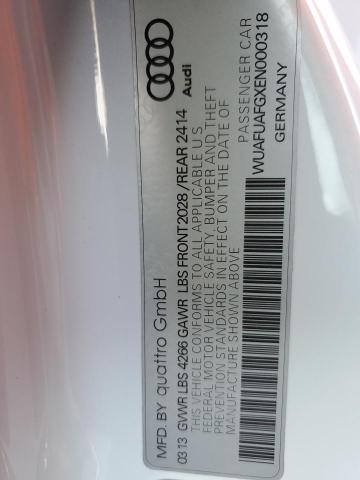 MFD. BY quattro GmbH
Audi
03 13 GVWR LBS 4266 GAWR LBS FRONT 2028 / REAR 2414
THIS VEHICLE CONFORMS TO ALL APPLICABLE U S
FEDERAL MOTOR VEHICLE SAFETY, BUMPER AND THEFT
PREVENTION STANDARDS IN EFFECT ON THE DATE OF
MANUFACTURE SHOWN ABOVE
PASSENGER CAR
WUAFUAFGXEN000318
GERMANY